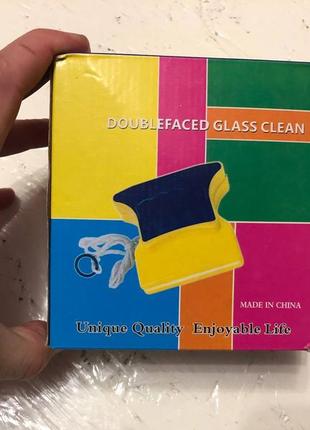 DOUBLEFACED GLASS CLEAN
MADE IN CHINA
Unique Quality Enjoyable Life